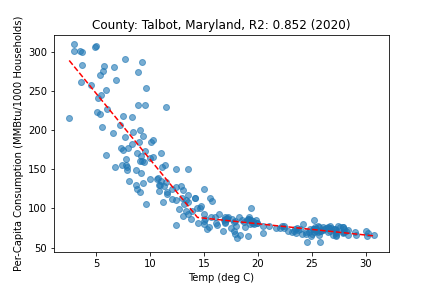 County: Talbot, Maryland, R2: 0.852 (2020)
Per-Capita Consumption (MMBtu/1000 Households)
300
250
200
150
100
50
5 10 15 20 25 30
Temp (deg C)